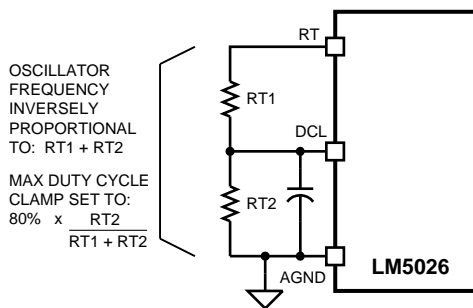 OSCILLATOR
FREQUENCY
INVERSELY
PROPORTIONAL
TO: RT1 + RT2
MAX DUTY CYCLE
CLAMP SET TO:
80% x RT2
RT1 + RT2
RT
RT1
DCL
RT2
AGND
LM5026